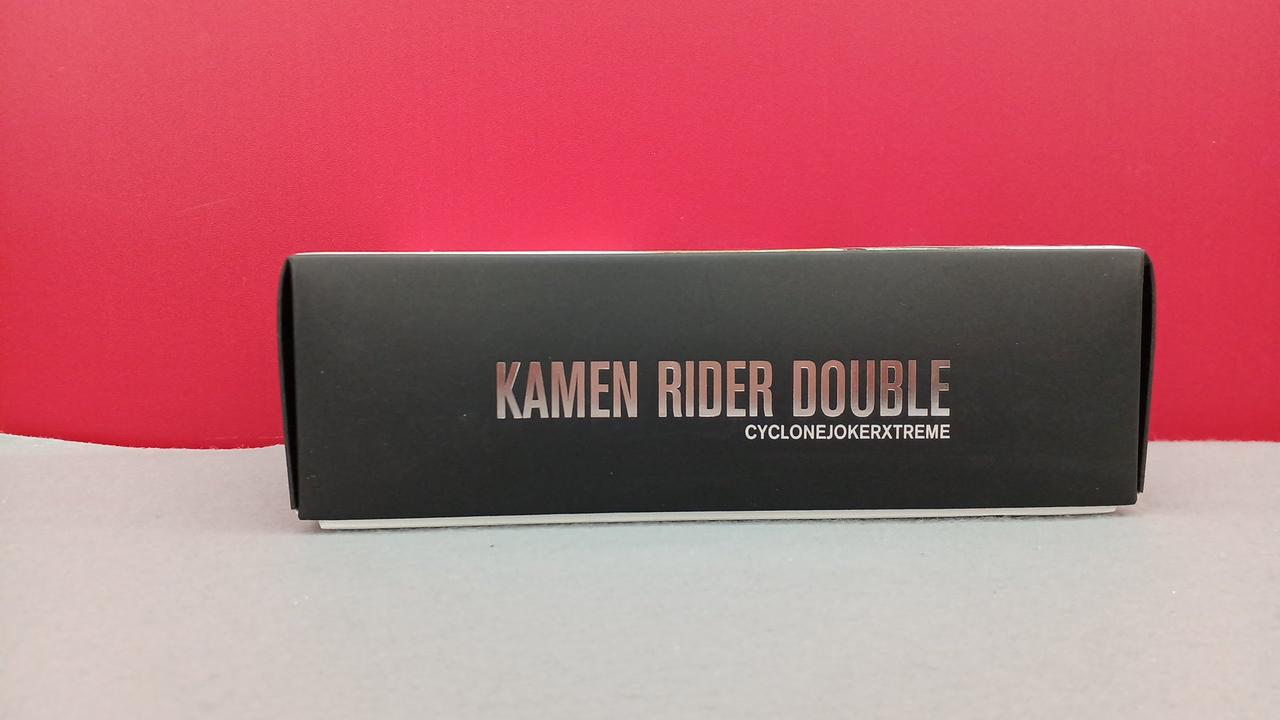 KAMEN RIDER DOUBLE
CYCLONEJOKERXTREME